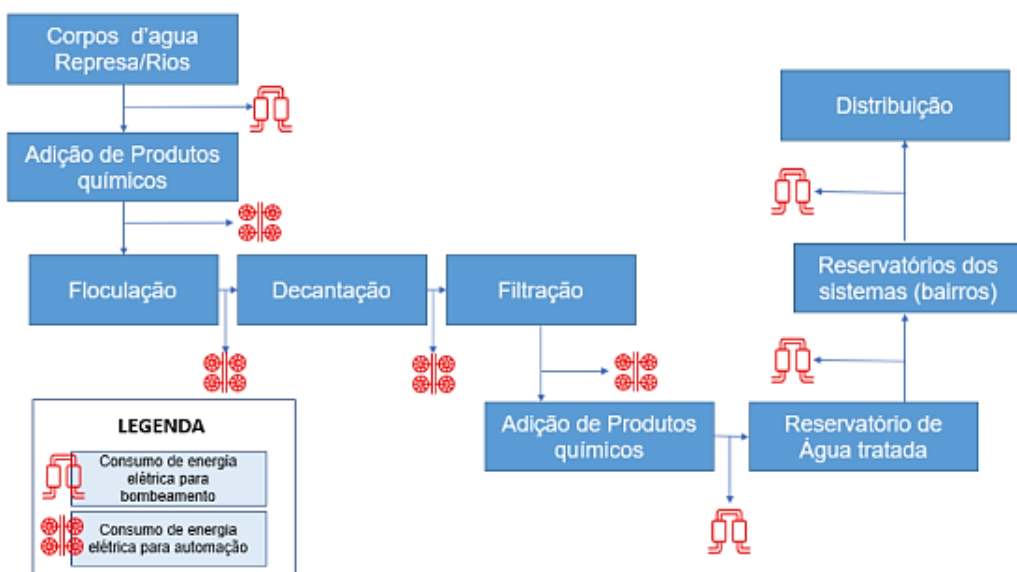 Corpos d'agua
Represa/Rios
Adição de Produtos
químicos
Floculação
Decantação
Filtração
Adição de Produtos
químicos
Reservatório de
Água tratada
Reservatórios dos
sistemas (bairros)
Distribuição
LEGENDA
Consumo de energia
elétrica para
bombeamento
Consumo de energia
elétrica para automação